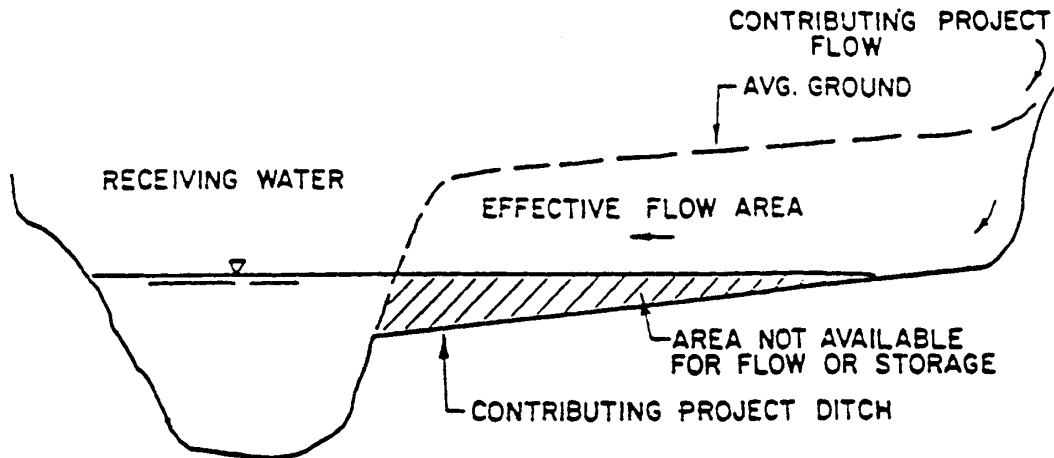 CONTRIBUTING PROJECT
FLOW
AVG. GROUND
RECEIVING WATER
EFFECTIVE FLOW AREA
AREA NOT AVAILABLE
FOR FLOW OR STORAGE
CONTRIBUTING PROJECT DITCH